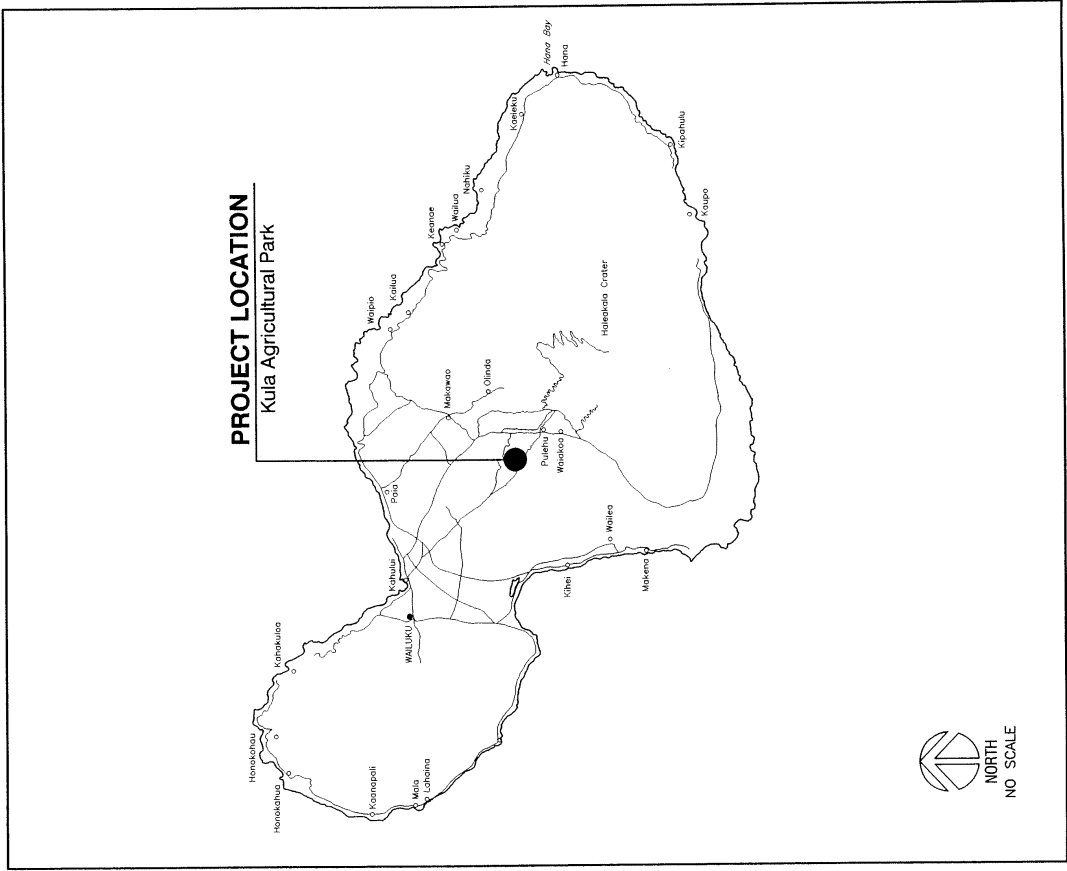 PROJECT LOCATION
Kula Agricultural Park
Honokohau
Honokahua
Kahakuloa
Kaanapali
Mala
Lahaina
WAILUKU
Kahului
Paia
Waipio
Kailua
Keanae
Wailua
Nahiku
Kaeleku
Hana Bay
Hana
Makawao
Olinda
Pulehu
Waiakoa
Haleakala Crater
Kipahulu
Kaupo
Kihei
Wailea
Makena
NORTH
NO SCALE